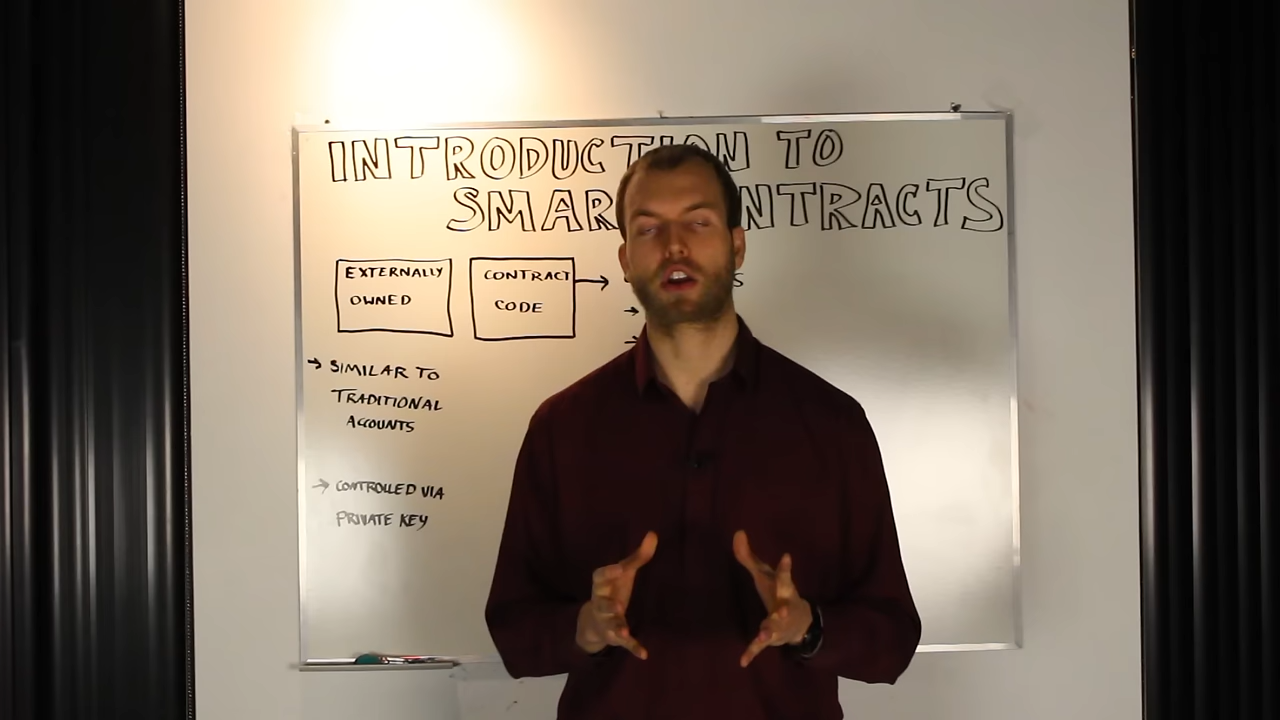 INTRODUCTION TO
SMAR NTRACTS
EXTERNALLY
OWNED
CONTRACT
CODE
→ SIMILAR TO
TRADITIONAL
ACCOUNTS
→ CONTROLLED VIA
PRIVATE KEY